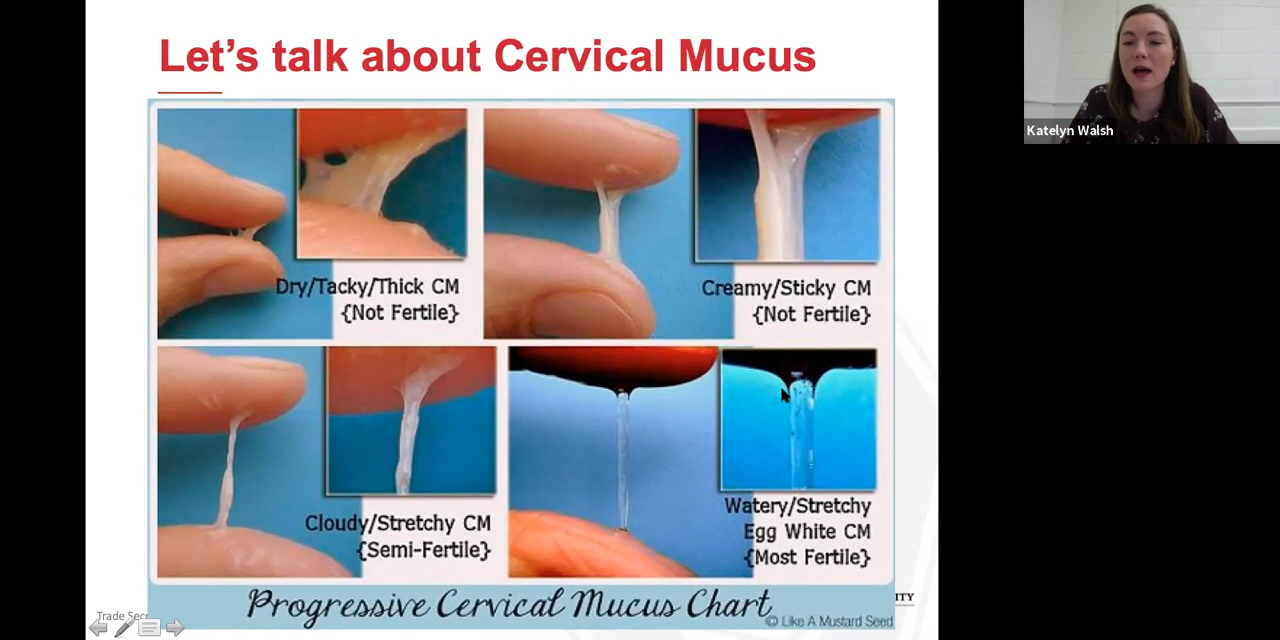 Let's talk about Cervical Mucus
Katelyn Walsh
Dry/Tacky/Thick CM
{Not Fertile}
Creamy/Sticky CM
{Not Fertile}
Cloudy/Stretchy CM
{Semi-Fertile}
Watery/Stretchy
Egg White CM
{Most Fertile}
Progressive Cervical Mucus Chart
© Like A Mustard Seed
Trade